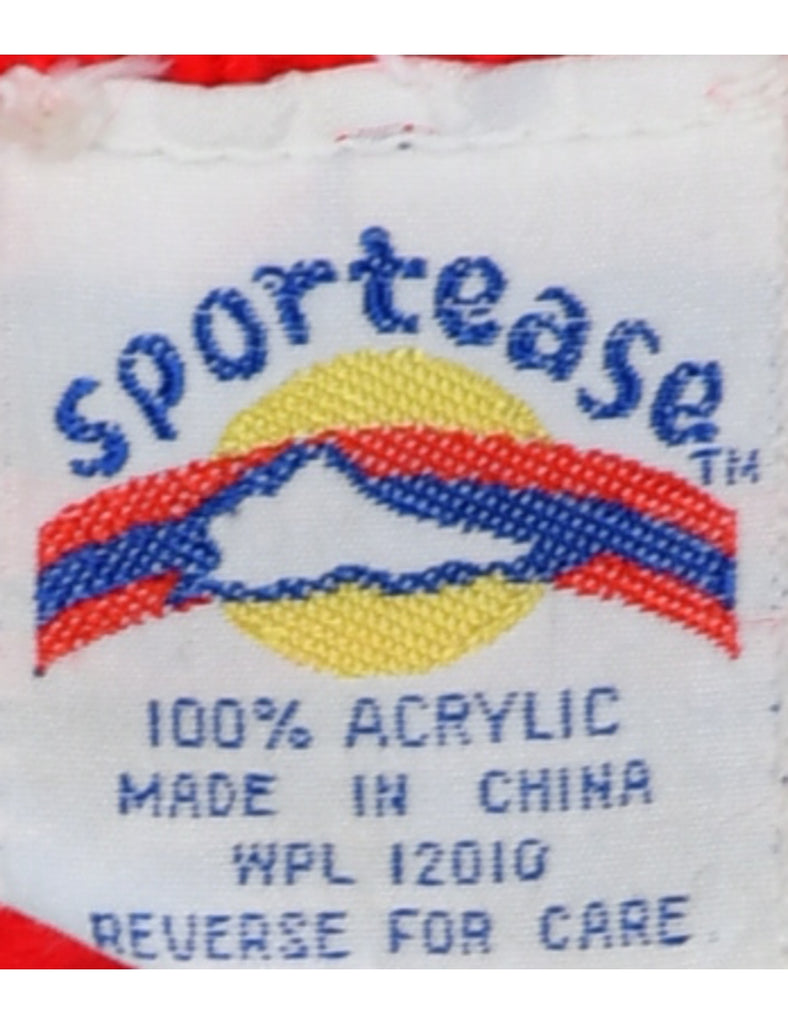 sportease
TM
100% ACRYLIC
MADE IN CHINA
WPL 12010
REVERSE FOR CARE